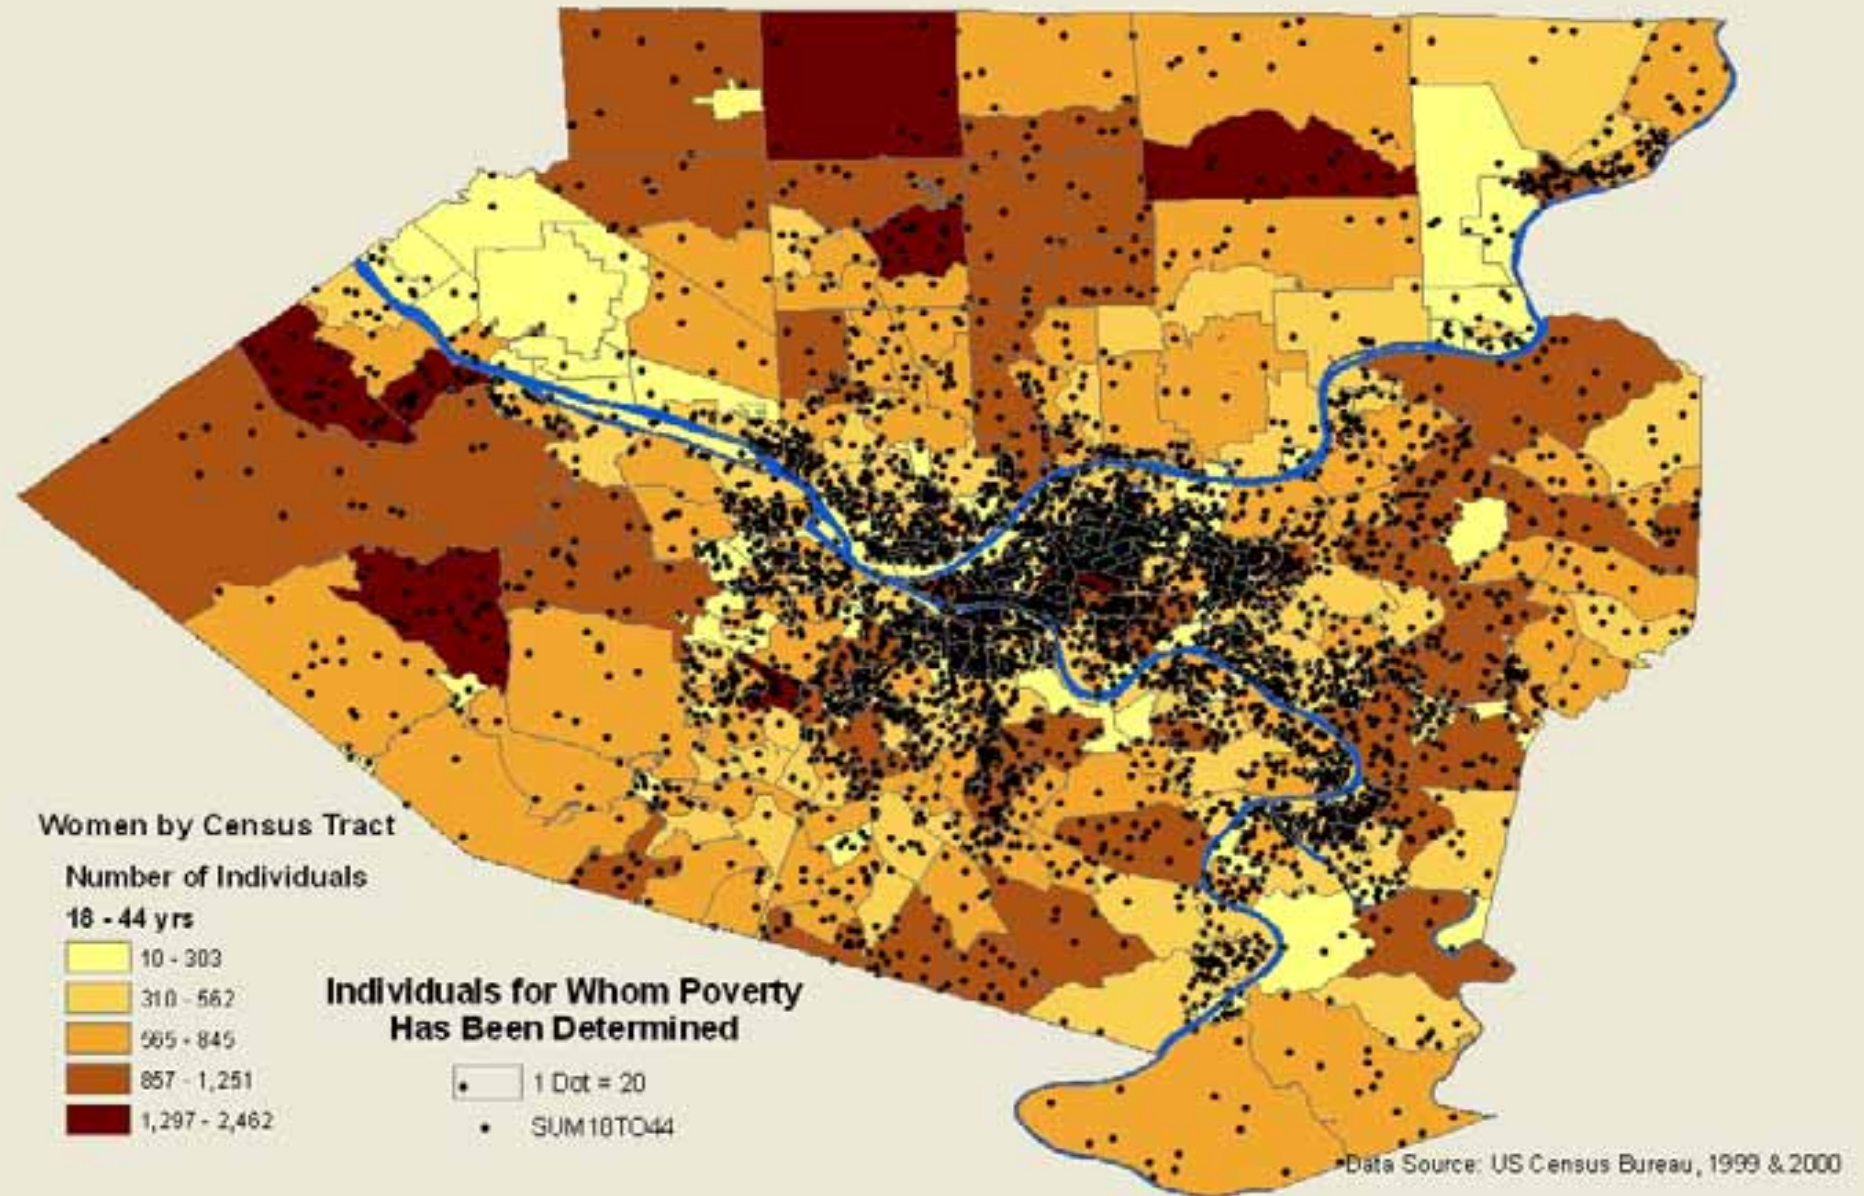 Women by Census Tract
Number of Individuals
18 - 44 yrs
10 - 303
310 - 562
565 - 845
857 - 1,251
1,297 - 2,462
Individuals for Whom Poverty
Has Been Determined
1 Dot = 20
SUM18TO44
*Data Source: US Census Bureau, 1999 & 2000